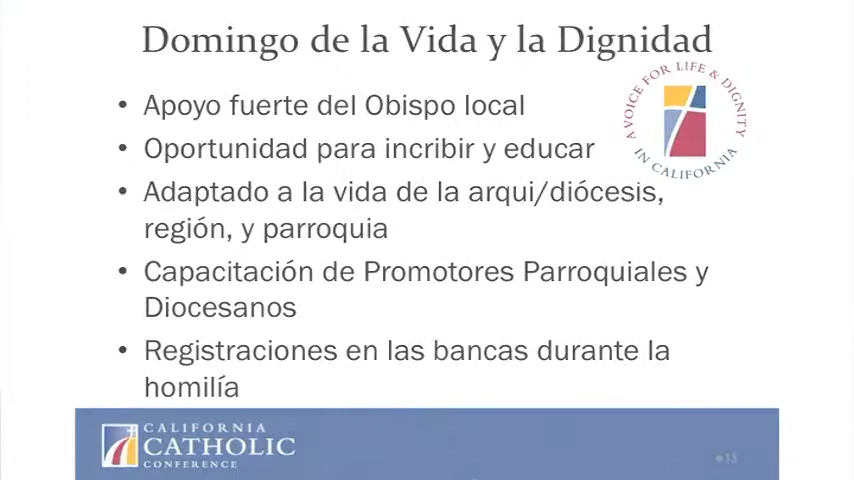 Domingo de la Vida y la Dignidad
A VOICE FOR LIFE & DIGNITY
IN CALIFORNIA
• Apoyo fuerte del Obispo local
• Oportunidad para incribir y educar
• Adaptado a la vida de la arqui/diócesis,
región, y parroquia
• Capacitación de Promotores Parroquiales y
Diocesanos
• Registraciones en las bancas durante la
homilía
CALIFORNIA
CATHOLIC
CONFERENCE
13